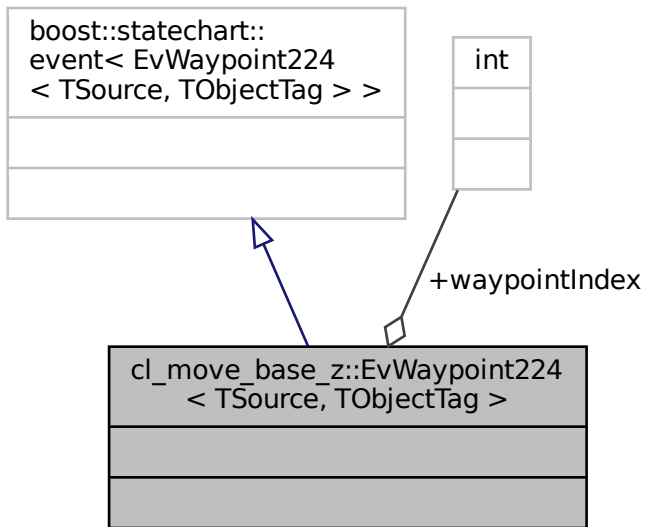 boost::statechart::
event< EvWaypoint224
< TSource, TObjectTag > >
int
+waypointIndex
cl_move_base_z::EvWaypoint224
< TSource, TObjectTag >